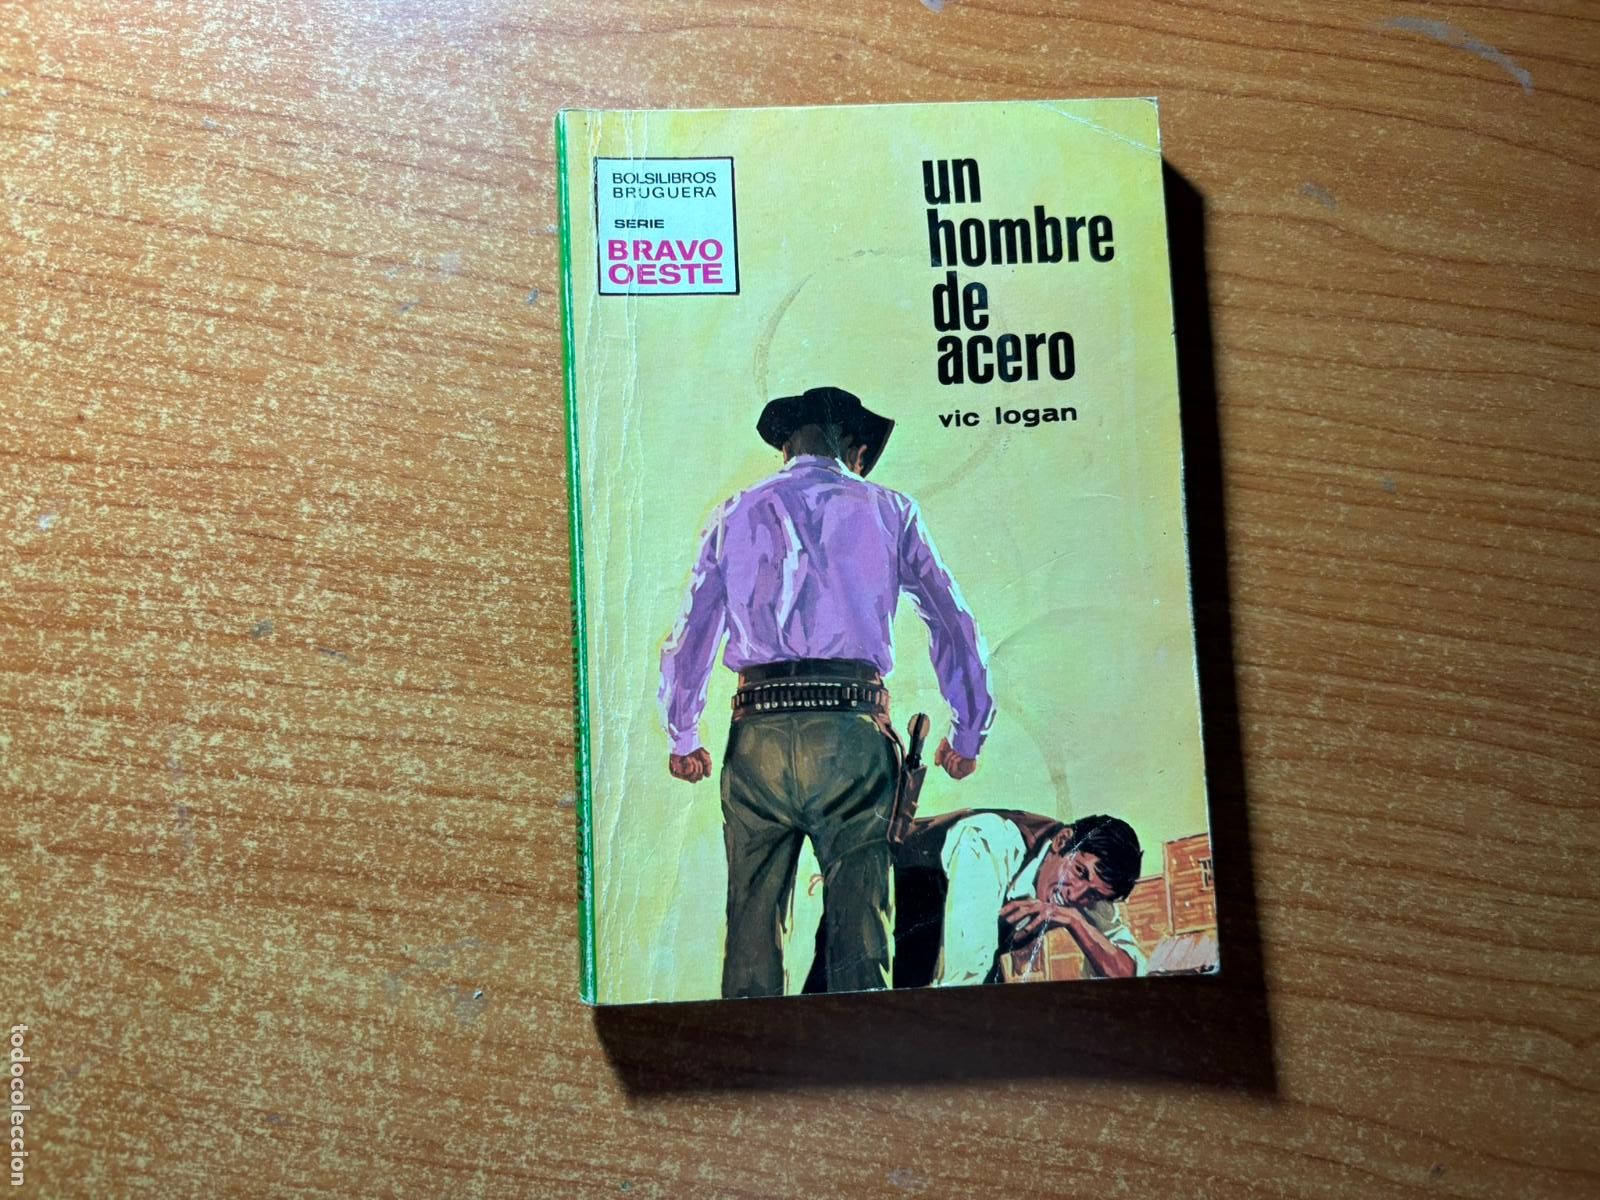 BOLSILIBROS
BRUGUERA
SERIE
BRAVO
OESTE
un
hombre
de
acero
vic logan
todocoleccion